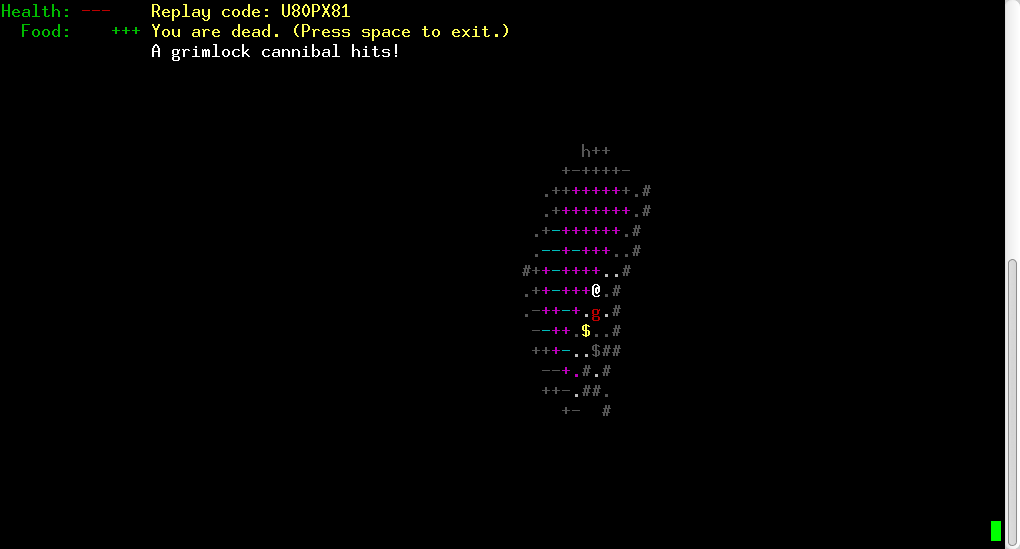 Health: --- Replay code: U80PX81
Food: +++ You are dead. (Press space to exit.)
A grimlock cannibal hits!
h++
+-++++-
.++++++++.#
.++++++++.#
.+-++++++.#
.--+-+++..#
#++-++++..#
.++-+++@.#
.-++-+.g.#
--++.$..#
+++-..$##
--+.#.#
++-.##.
+- #